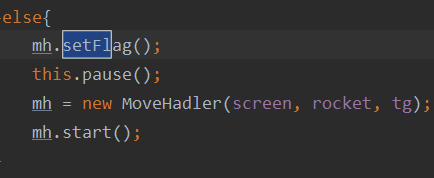 else{
mh.setFlag();
this.pause();
mh = new MoveHadler(screen, rocket, tg);
mh.start();